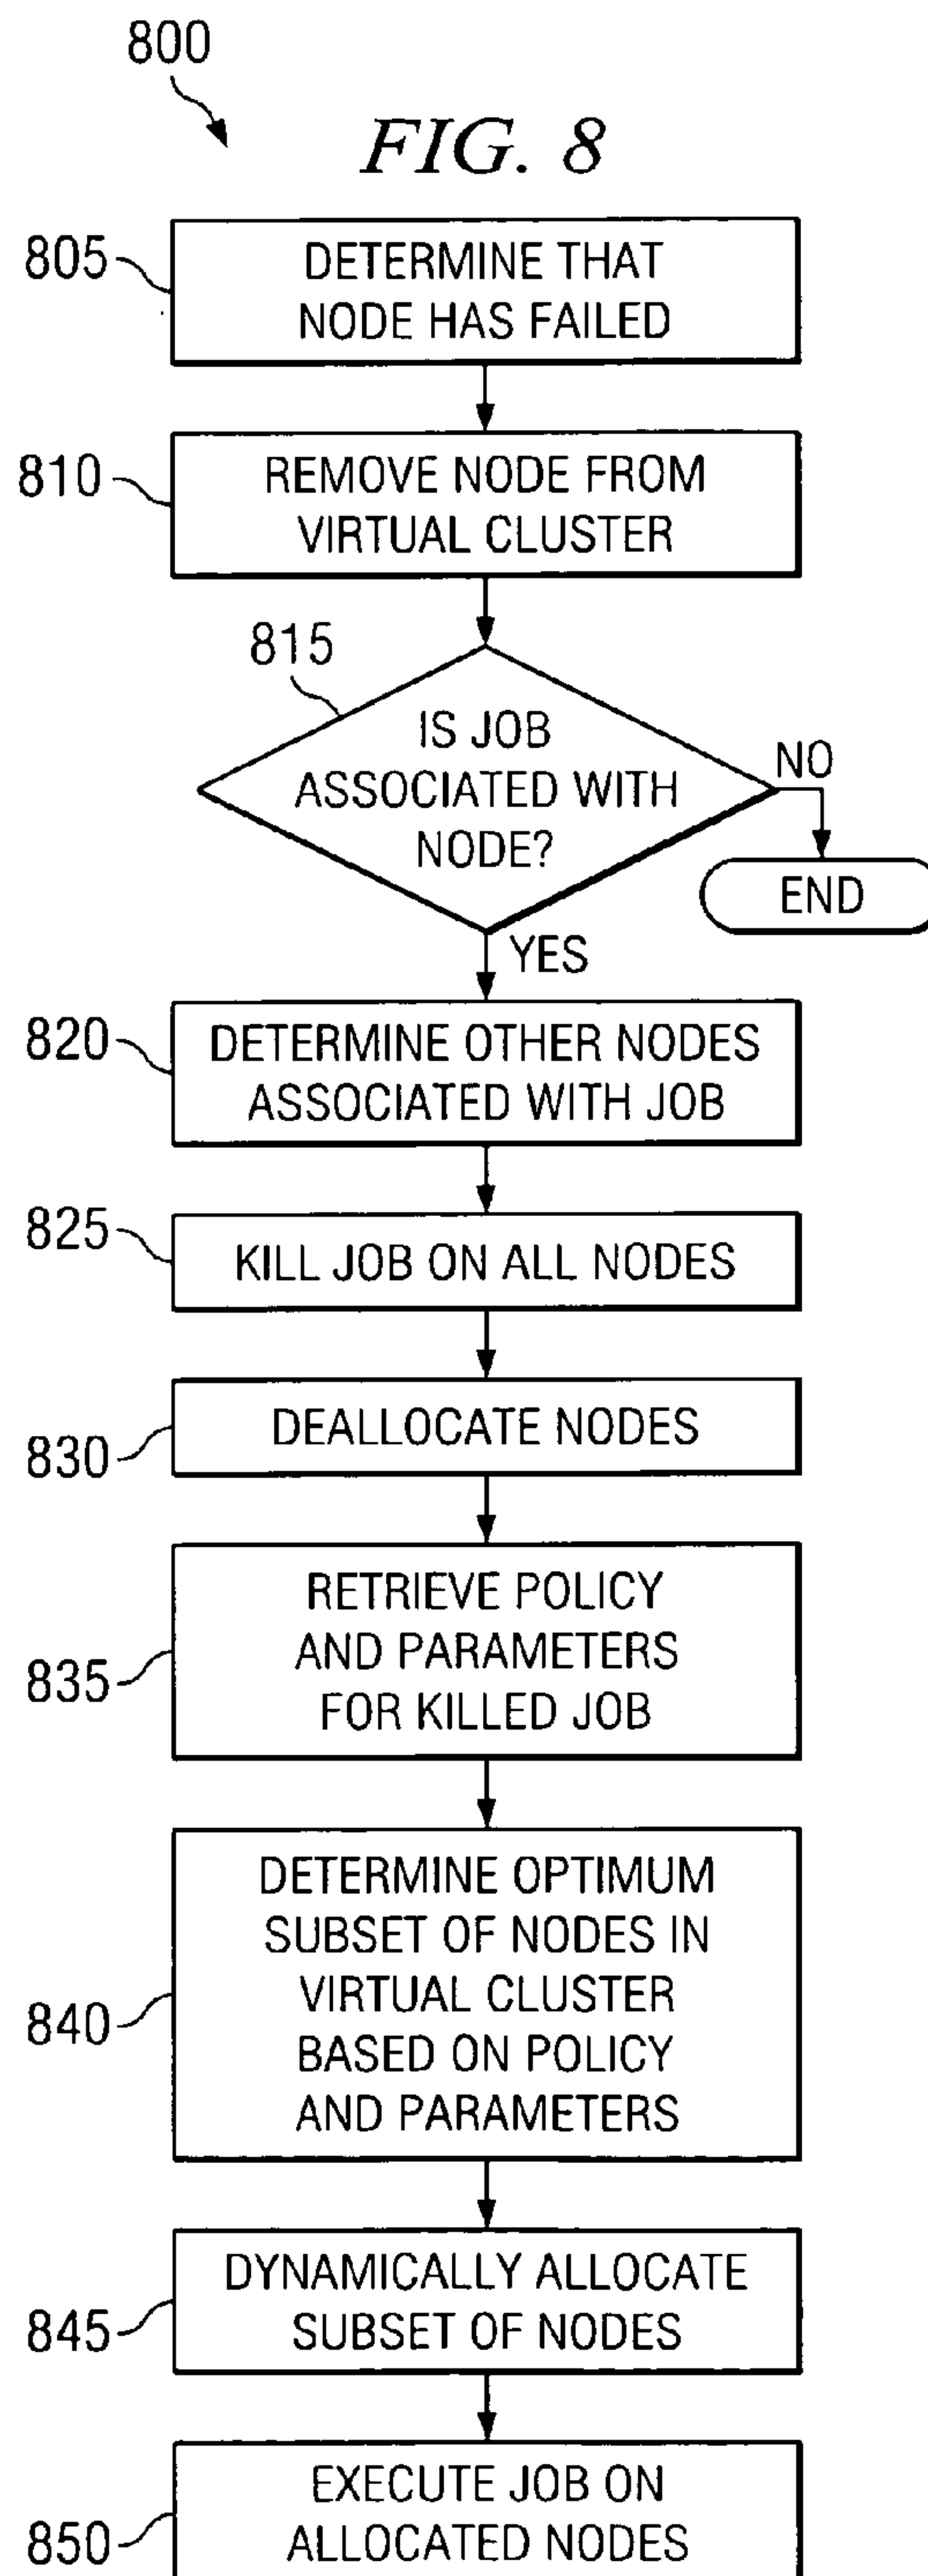 800
FIG. 8
805
DETERMINE THAT
NODE HAS FAILED
810
REMOVE NODE FROM
VIRTUAL CLUSTER
815
IS JOB
ASSOCIATED WITH
NODE?
NO
END
YES
820
DETERMINE OTHER NODES
ASSOCIATED WITH JOB
825
KILL JOB ON ALL NODES
830
DEALLOCATE NODES
835
RETRIEVE POLICY
AND PARAMETERS
FOR KILLED JOB
840
DETERMINE OPTIMUM
SUBSET OF NODES IN
VIRTUAL CLUSTER
BASED ON POLICY
AND PARAMETERS
845
DYNAMICALLY ALLOCATE
SUBSET OF NODES
850
EXECUTE JOB ON
ALLOCATED NODES